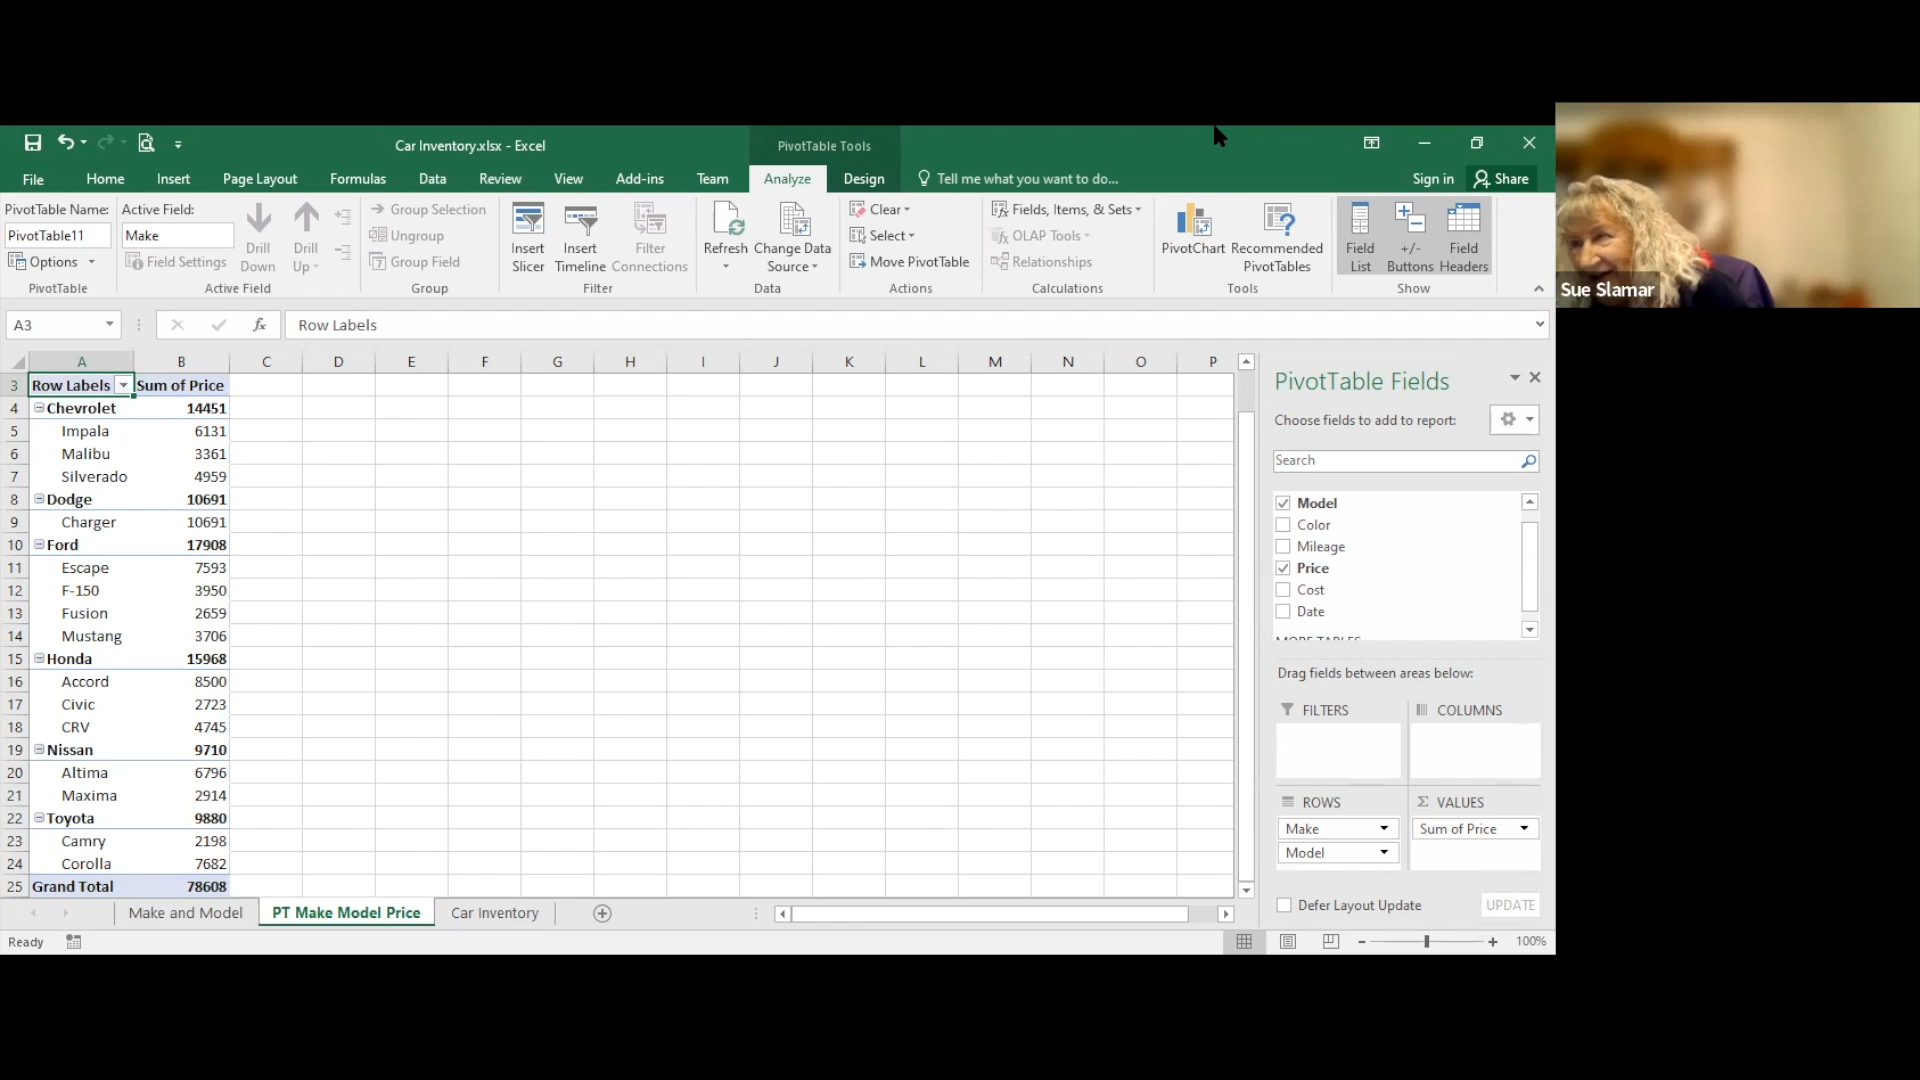 Car Inventory.xlsx - Excel
PivotTable Tools
File Home Insert Page Layout Formulas Data Review View Add-ins Team Analyze Design Tell me what you want to do... Sign in Share
PivotTable Name: Active Field:
PivotTable11 Make
Options Field Settings
Drill Down
Drill Up
Group Selection
Ungroup
Group Field
Insert Slicer
Insert Timeline
Filter Connections
Refresh
Change Data Source
Clear
Select
Move PivotTable
Fields, Items, & Sets
OLAP Tools
Relationships
PivotChart
Recommended PivotTables
Field List
+/- Buttons
Field Headers
PivotTable Active Field Group Filter Data Actions Calculations Tools Show
Sue Slamar
A3 fx Row Labels
A B C D E F G H I J K L M N O P
3 Row Labels Sum of Price
4 Chevrolet 14451
5 Impala 6131
6 Malibu 3361
7 Silverado 4959
8 Dodge 10691
9 Charger 10691
10 Ford 17908
11 Escape 7593
12 F-150 3950
13 Fusion 2659
14 Mustang 3706
15 Honda 15968
16 Accord 8500
17 Civic 2723
18 CRV 4745
19 Nissan 9710
20 Altima 6796
21 Maxima 2914
22 Toyota 9880
23 Camry 2198
24 Corolla 7682
25 Grand Total 78608
PivotTable Fields
Choose fields to add to report:
Search
Model
Color
Mileage
Price
Cost
Date
MORE TABLES
Drag fields between areas below:
FILTERS COLUMNS
ROWS Σ VALUES
Make Sum of Price
Model
Defer Layout Update UPDATE
Make and Model PT Make Model Price Car Inventory
Ready 100%